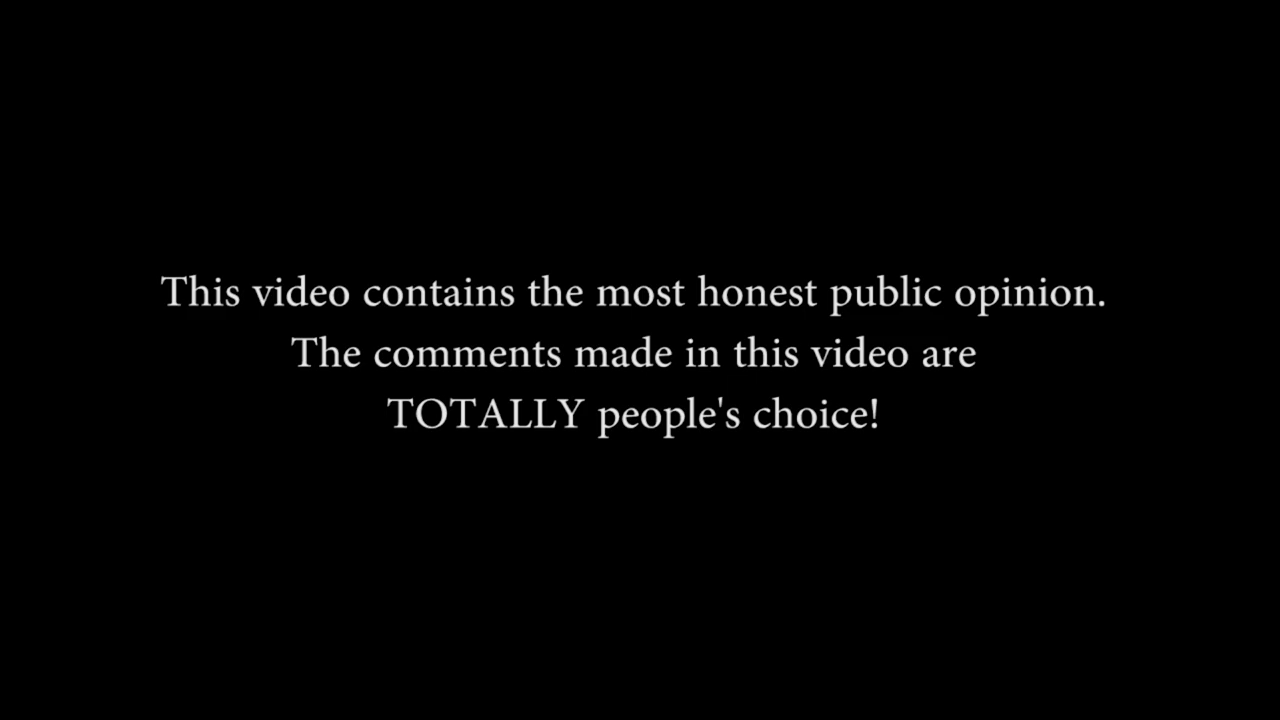 This video contains the most honest public opinion.
The comments made in this video are
TOTALLY people's choice!